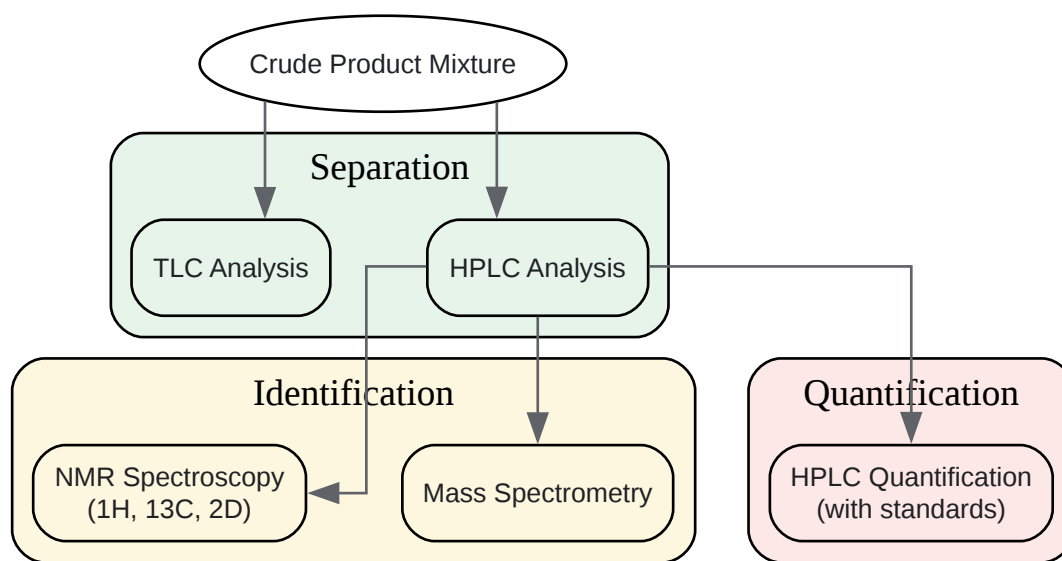 Crude Product Mixture
Separation
TLC Analysis
HPLC Analysis
Identification
Quantification
NMR Spectroscopy
(1H, 13C, 2D)
Mass Spectrometry
HPLC Quantification
(with standards)